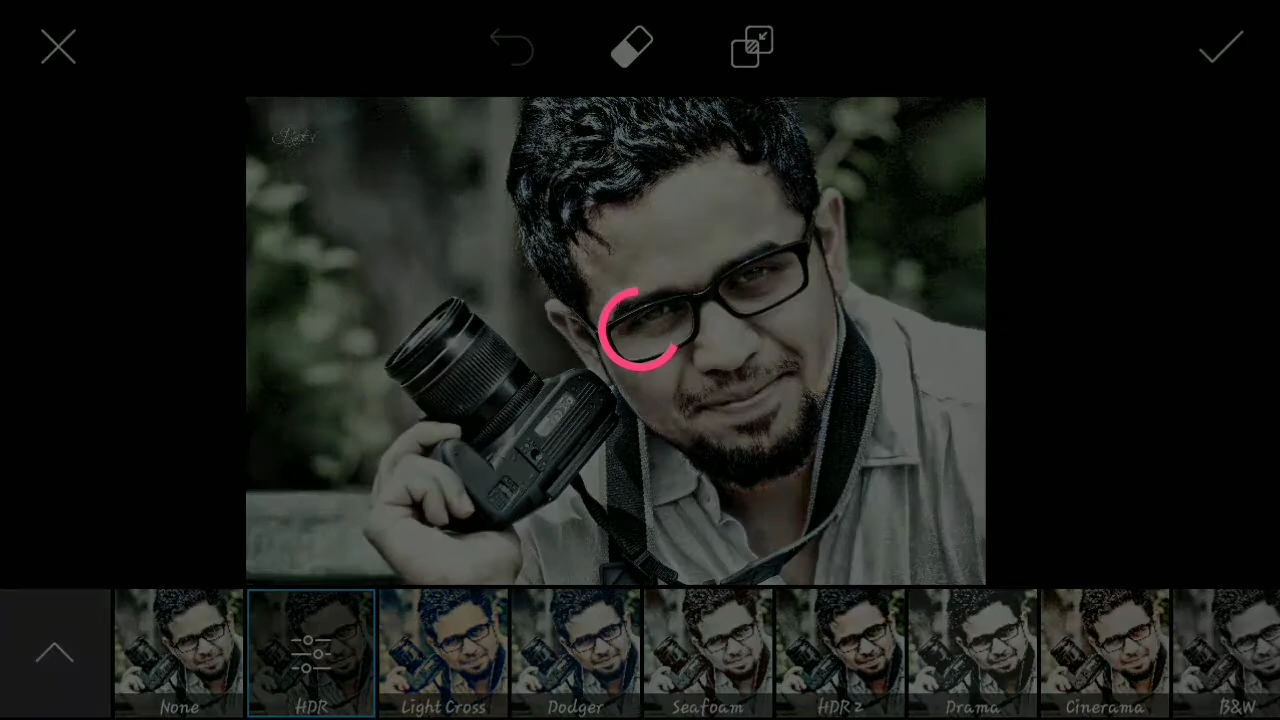 None
HDR
Light Cross
Dodger
Seafoam
HDR 2
Drama
Cinerama
B&W